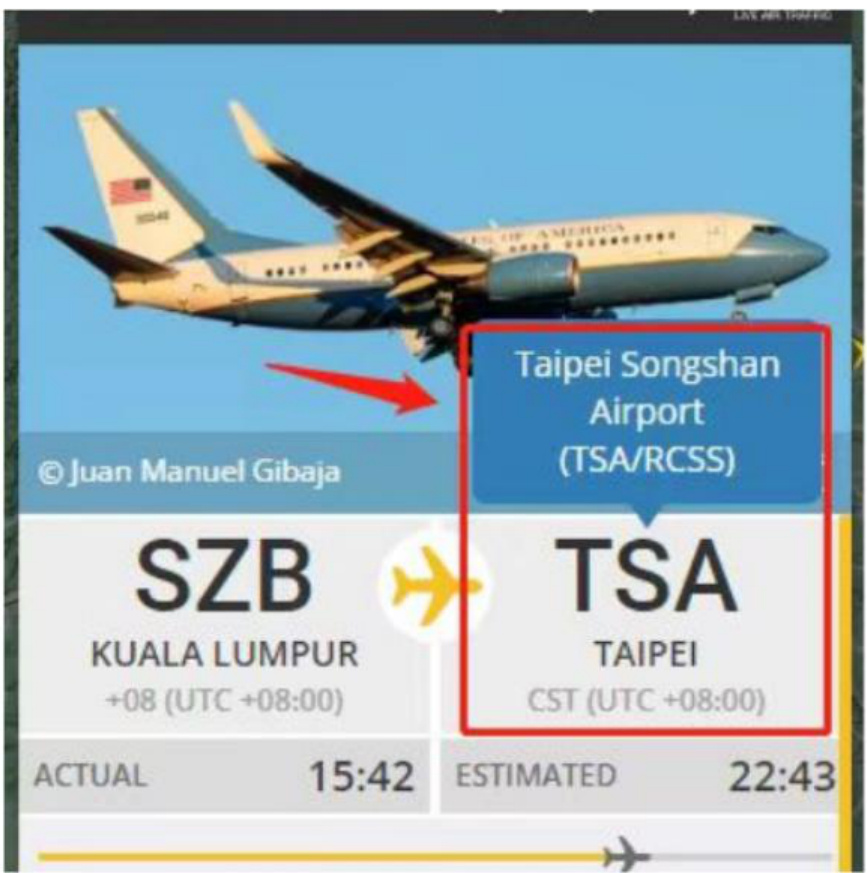 LIVE AIR TRAFFIC
OF AMERICA
Taipei Songshan
Airport
(TSA/RCSS)
© Juan Manuel Gibaja
SZB
TSA
KUALA LUMPUR
TAIPEI
+08 (UTC +08:00)
CST (UTC +08:00)
ACTUAL 15:42
ESTIMATED 22:43